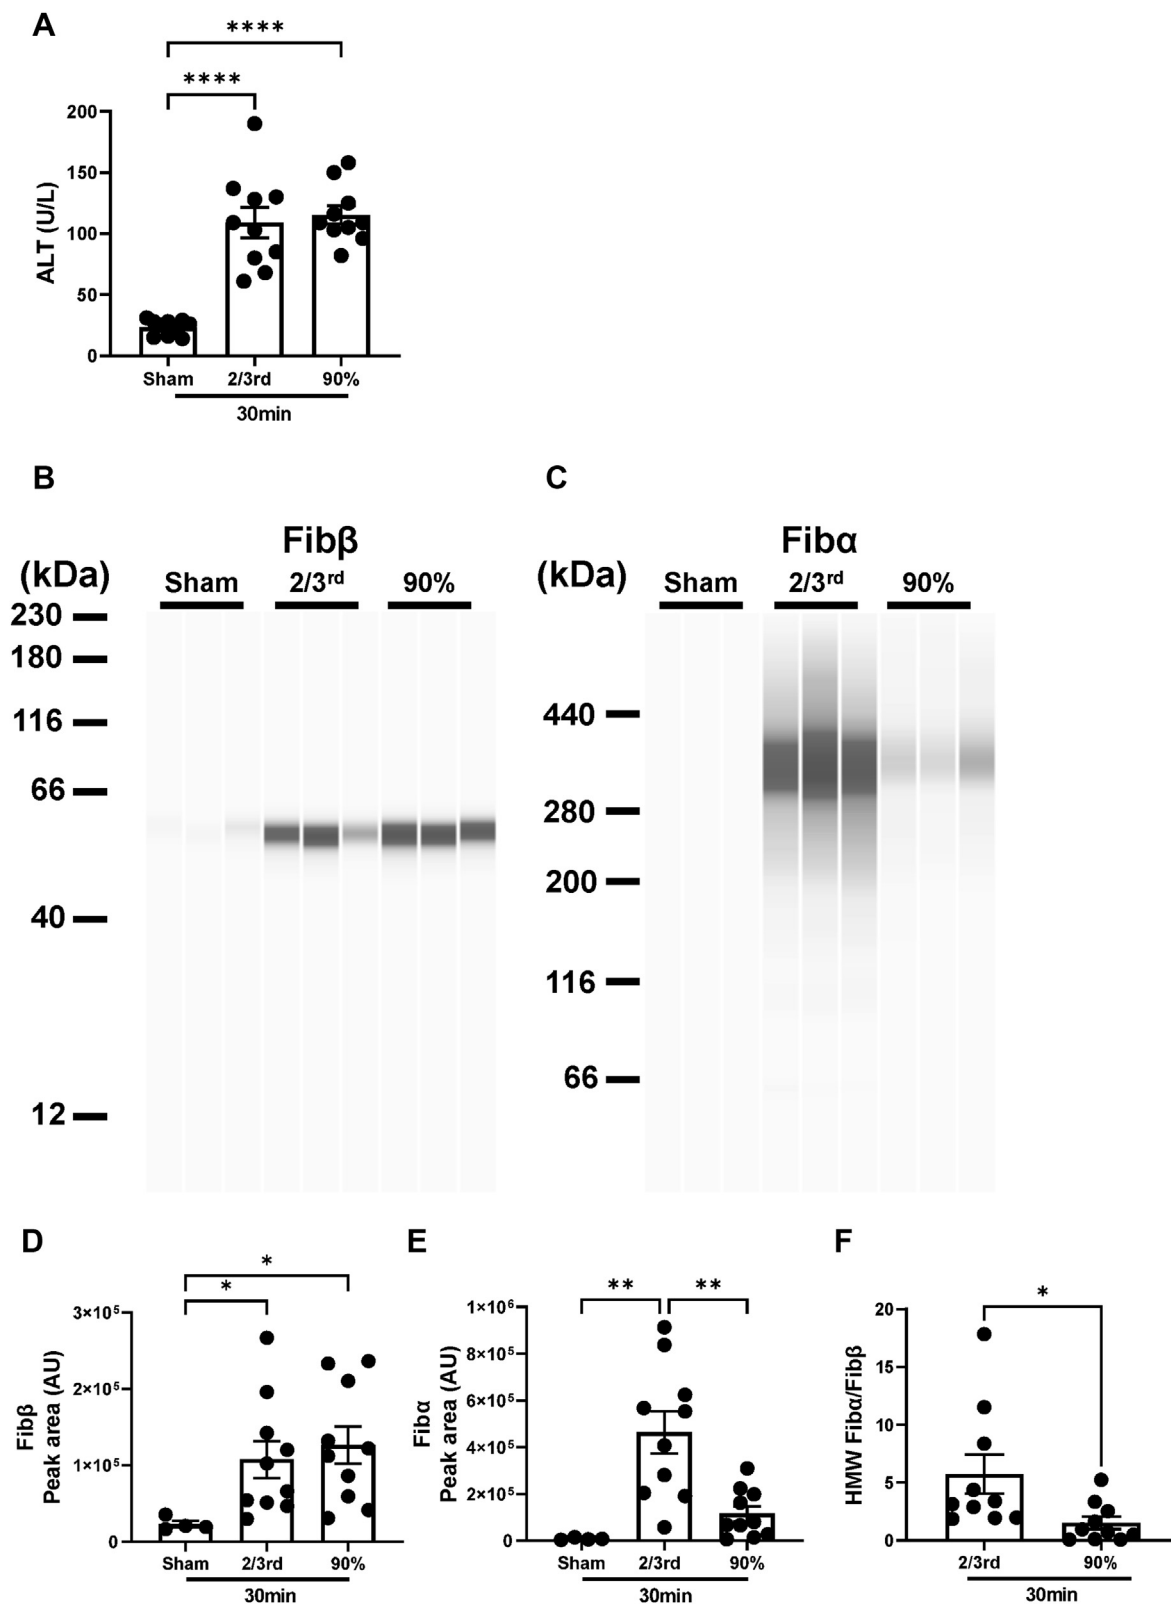 A
****
****
200
150
100
50
0
ALT (U/L)
Sham 2/3rd 90%
30min
B
Fibβ
(kDa)
Sham 2/3rd 90%
230
180
116
66
40
12
C
Fibα
(kDa)
Sham 2/3rd 90%
440
280
200
116
66
D
*
*
3×10⁵
2×10⁵
1×10⁵
0
Fibβ
Peak area (AU)
Sham 2/3rd 90%
30min
E
** **
1×10⁶
8×10⁵
6×10⁵
4×10⁵
2×10⁵
0
Fibα
Peak area (AU)
Sham 2/3rd 90%
30min
F
*
20
15
10
5
0
HMW Fibα/Fibβ
2/3rd 90%
30min